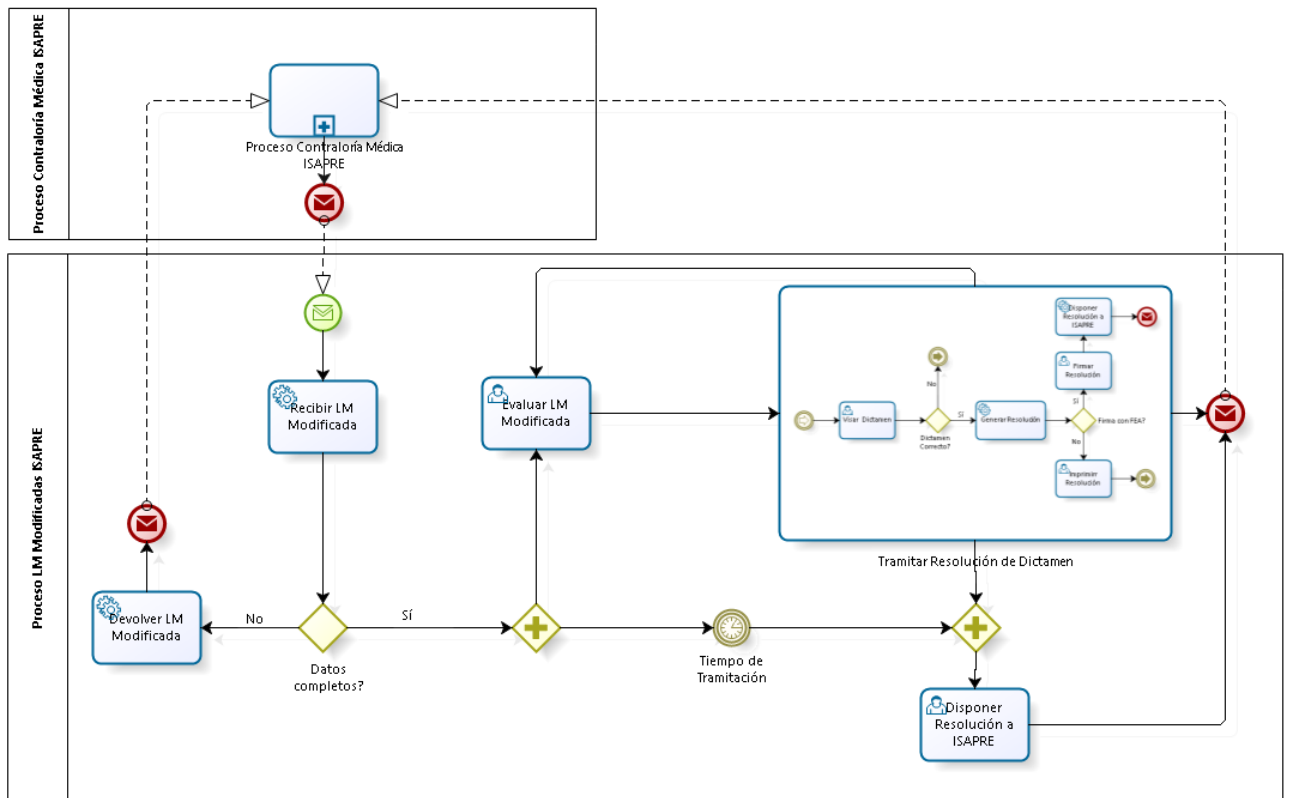 Proceso Contraloría Médica ISAPRE
Proceso Contraloría Médica
ISAPRE
Proceso LM Modificadas ISAPRE
Recibir LM
Modificada
Evaluar LM
Modificada
Disponer
Resolución a
ISAPRE
Firmar
Resolución
No
Sí
Visar Dictamen
Sí
Generar Resolución
Firma con FEA?
Dictamen
Correcto?
No
Imprimir
Resolución
Tramitar Resolución de Dictamen
Devolver LM
Modificada
No
Sí
Datos
completos?
Tiempo de
Tramitación
Disponer
Resolución a
ISAPRE